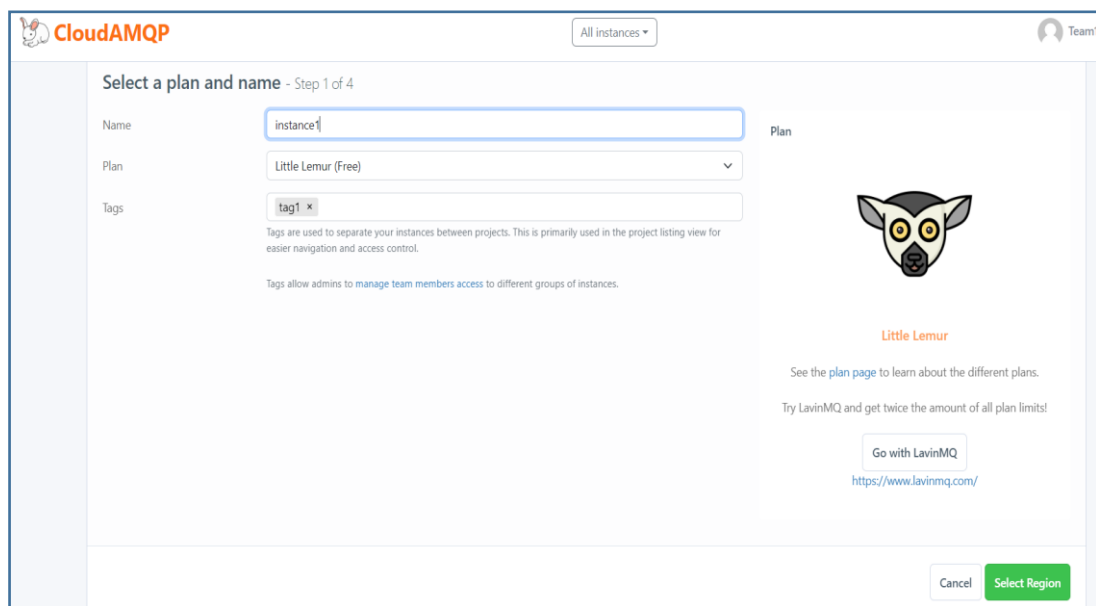 CloudAMQP
All instances
Select a plan and name - Step 1 of 4
Name
instance1
Plan
Little Lemur (Free)
Tags
tag1 ×
Tags are used to separate your instances between projects. This is primarily used in the project listing view for
easier navigation and access control.
Tags allow admins to manage team members access to different groups of instances.
Plan
Little Lemur
See the plan page to learn about the different plans.
Try LavinMQ and get twice the amount of all plan limits!
Go with LavinMQ
https://www.lavinmq.com/
Cancel
Select Region